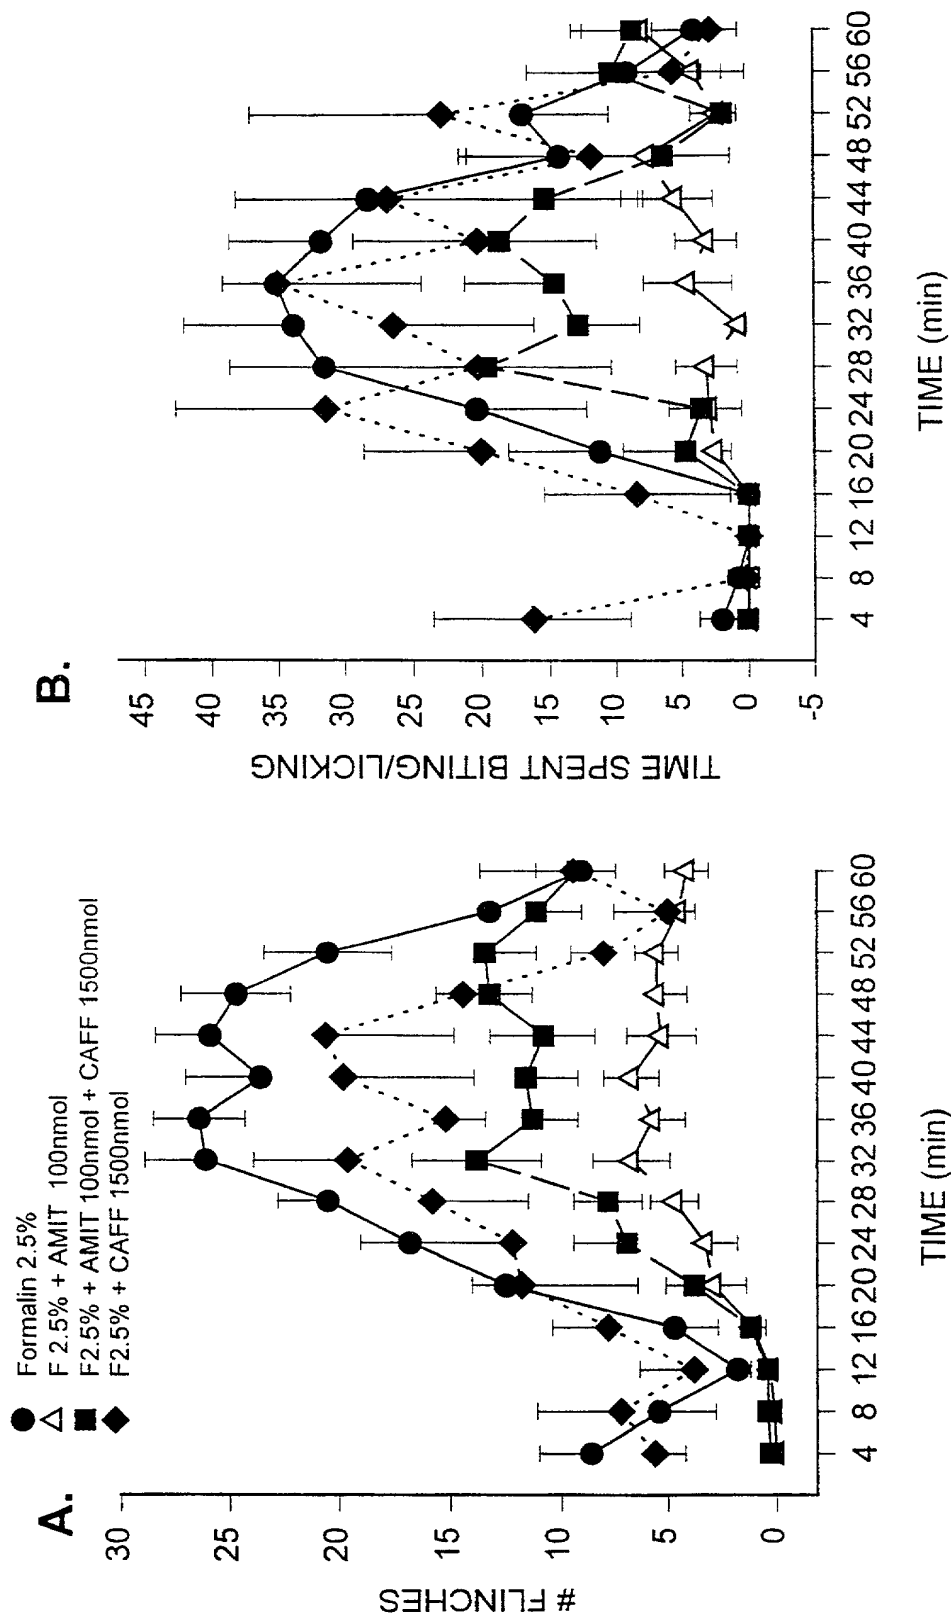 A.
Formalin 2.5%
F 2.5% + AMIT 100nmol
F2.5% + AMIT 100nmol + CAFF 1500nmol
F2.5% + CAFF 1500nmol
30
25
20
15
10
5
0
# FLINCHES
4 8 12 16 20 24 28 32 36 40 44 48 52 56 60
TIME (min)
B.
45
40
35
30
25
20
15
10
5
0
-5
TIME SPENT BITING/LICKING
4 8 12 16 20 24 28 32 36 40 44 48 52 56 60
TIME (min)